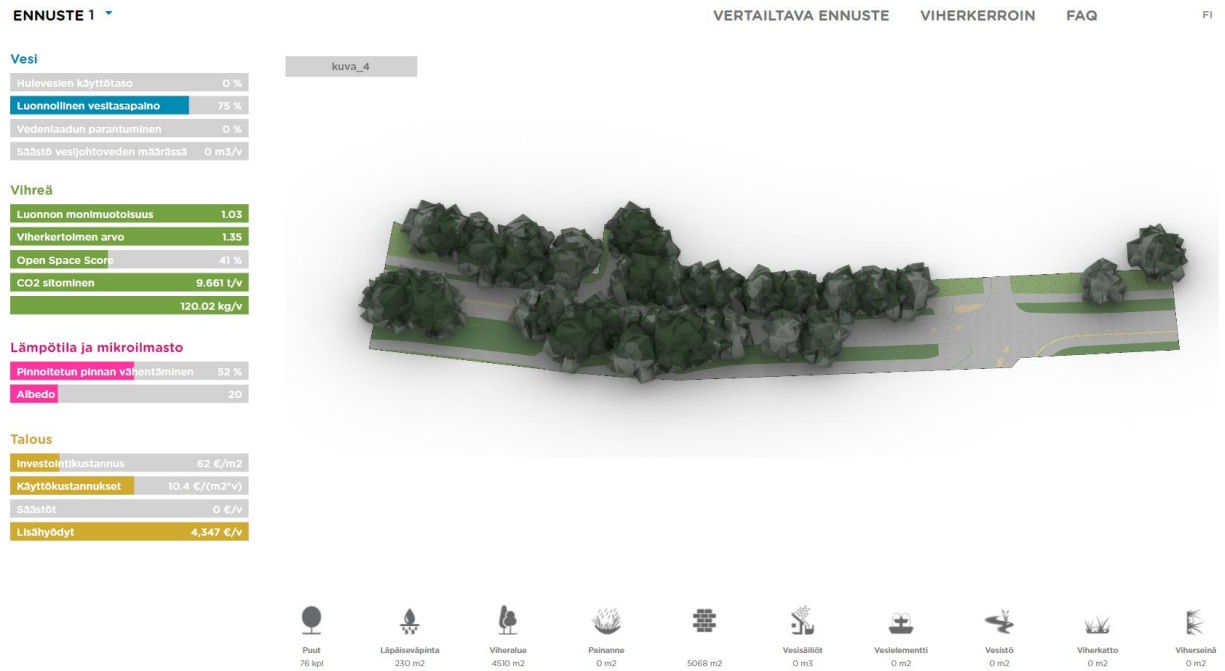 ENNUSTE 1
VERTAILTAVA ENNUSTE VIHERKERROIN FAQ FI
Vesi
Hulevesien käyttötaso 0 %
Luonnollinen vesitasapaino 75 %
Vedenlaadun parantuminen 0 %
Säästö vesijohtoveden määrässä 0 m3/v
Vihreä
Luonnon monimuotoisuus 1.03
Viherkertoimen arvo 1.35
Open Space Score 41 %
CO2 sitominen 9.661 t/v
120.02 kg/v
Lämpötila ja mikroilmasto
Pinnoitetun pinnan vähentäminen 52 %
Albedo 20
Talous
Investointikustannus 62 €/m2
Käyttökustannukset 10.4 €/(m2*v)
Säästöt 0 €/v
Lisähyödyt 4,347 €/v
kuva_4
Puut Läpäiseväpinta Viheralue Painanne Vesisäiliöt Vesielementti Vesistö Viherkatto Viherseinä
76 kpl 230 m2 4510 m2 0 m2 5068 m2 0 m3 0 m2 0 m2 0 m2 0 m2